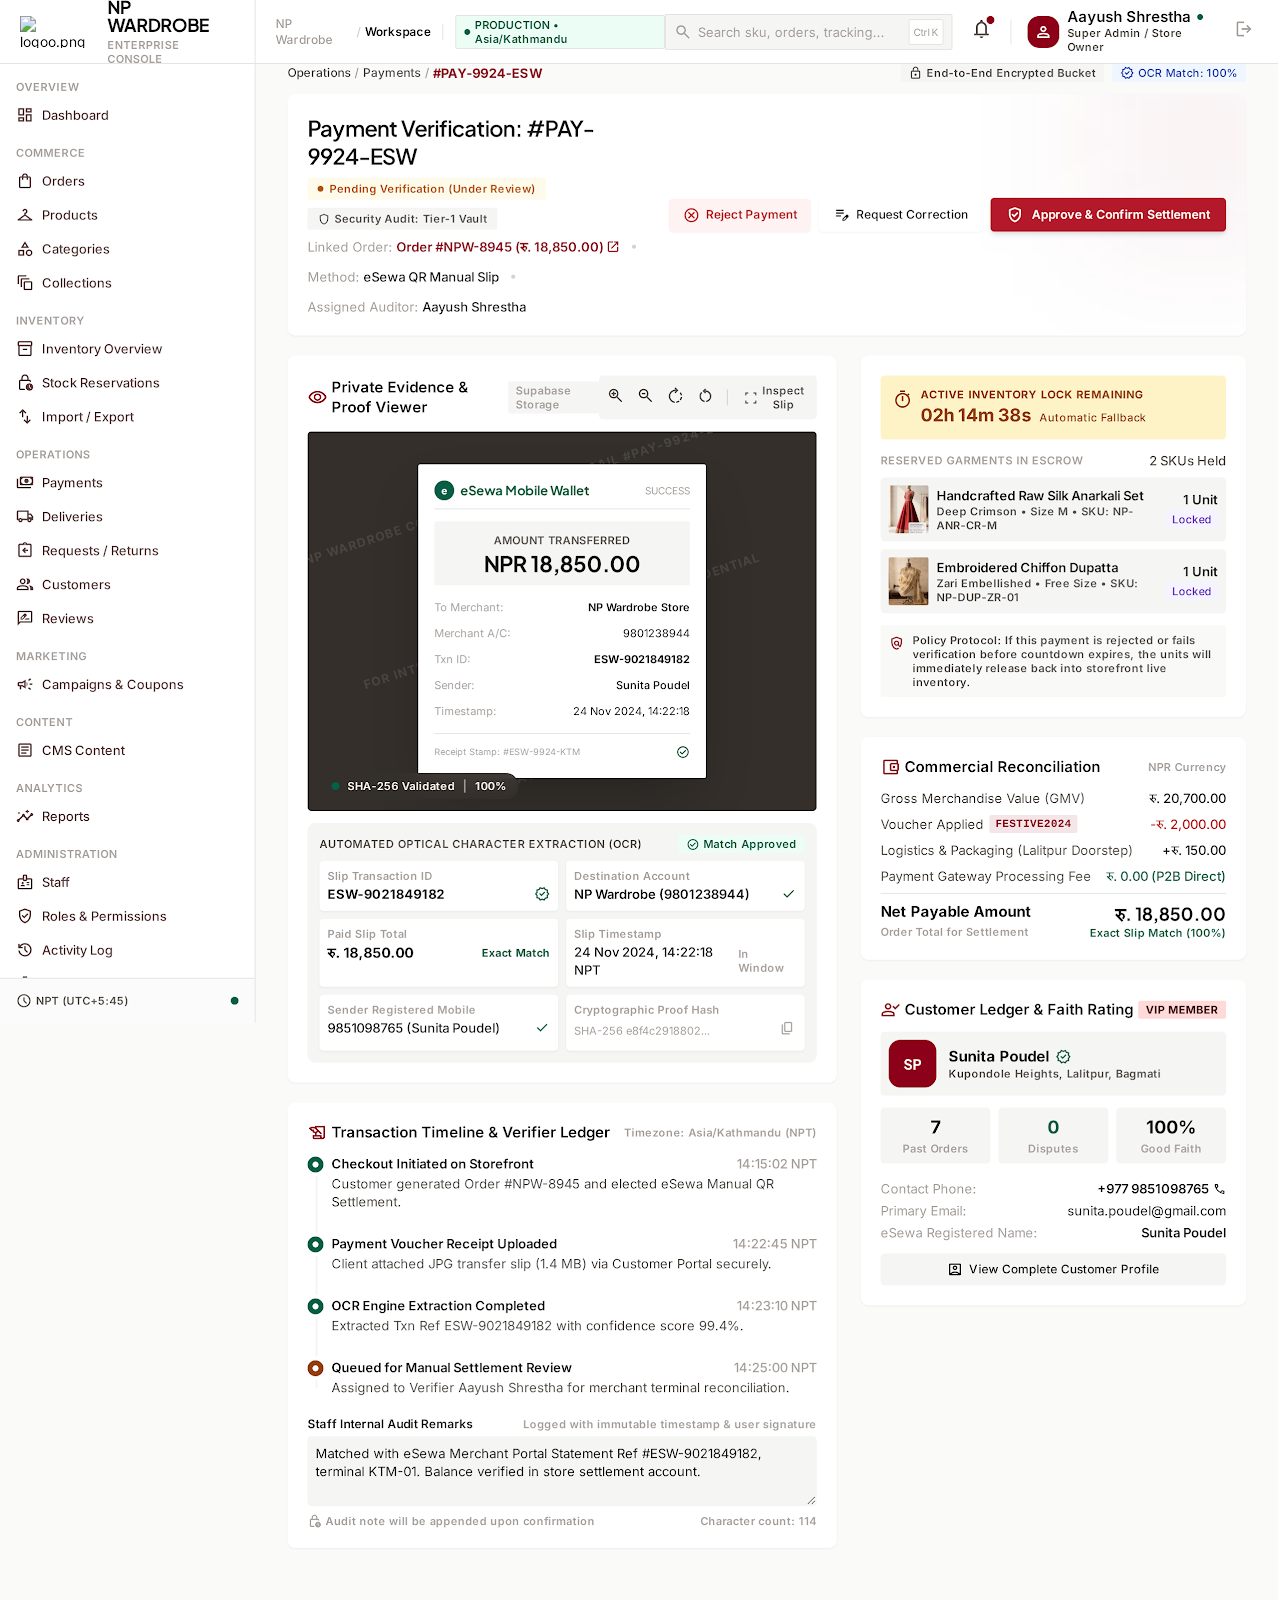 logoo.png
NP
WARDROBE
ENTERPRISE
CONSOLE
NP
Wardrobe
/ Workspace
PRODUCTION •
Asia/Kathmandu
Search sku, orders, tracking...
Ctrl K
Aayush Shrestha
Super Admin / Store
Owner
OVERVIEW
Dashboard
COMMERCE
Orders
Products
Categories
Collections
INVENTORY
Inventory Overview
Stock Reservations
Import / Export
OPERATIONS
Payments
Deliveries
Requests / Returns
Customers
Reviews
MARKETING
Campaigns & Coupons
CONTENT
CMS Content
ANALYTICS
Reports
ADMINISTRATION
Staff
Roles & Permissions
Activity Log
NPT (UTC+5:45)
Operations / Payments / #PAY-9924-ESW
End-to-End Encrypted Bucket
OCR Match: 100%
Payment Verification: #PAY-
9924-ESW
Pending Verification (Under Review)
Security Audit: Tier-1 Vault
Linked Order: Order #NPW-8945 (रु. 18,850.00) •
Method: eSewa QR Manual Slip •
Assigned Auditor: Aayush Shrestha
Reject Payment
Request Correction
Approve & Confirm Settlement
Private Evidence &
Proof Viewer
Supabase
Storage
Inspect
Slip
#PAY-9924-
NP WARDROBE
FOR INT
DENTIAL
e eSewa Mobile Wallet
SUCCESS
AMOUNT TRANSFERRED
NPR 18,850.00
To Merchant: NP Wardrobe Store
Merchant A/C: 9801238944
Txn ID: ESW-9021849182
Sender: Sunita Poudel
Timestamp: 24 Nov 2024, 14:22:18
Receipt Stamp: #ESW-9924-KTM
SHA-256 Validated | 100%
AUTOMATED OPTICAL CHARACTER EXTRACTION (OCR)
Match Approved
Slip Transaction ID
ESW-9021849182
Destination Account
NP Wardrobe (9801238944)
Paid Slip Total
रु. 18,850.00
Exact Match
Slip Timestamp
24 Nov 2024, 14:22:18
NPT
In
Window
Sender Registered Mobile
9851098765 (Sunita Poudel)
Cryptographic Proof Hash
SHA-256 e8f4c2918802...
Transaction Timeline & Verifier Ledger
Timezone: Asia/Kathmandu (NPT)
Checkout Initiated on Storefront
14:15:02 NPT
Customer generated Order #NPW-8945 and elected eSewa Manual QR
Settlement.
Payment Voucher Receipt Uploaded
14:22:45 NPT
Client attached JPG transfer slip (1.4 MB) via Customer Portal securely.
OCR Engine Extraction Completed
14:23:10 NPT
Extracted Txn Ref ESW-9021849182 with confidence score 99.4%.
Queued for Manual Settlement Review
14:25:00 NPT
Assigned to Verifier Aayush Shrestha for merchant terminal reconciliation.
Staff Internal Audit Remarks
Logged with immutable timestamp & user signature
Matched with eSewa Merchant Portal Statement Ref #ESW-9021849182,
terminal KTM-01. Balance verified in store settlement account.
Audit note will be appended upon confirmation
Character count: 114
ACTIVE INVENTORY LOCK REMAINING
02h 14m 38s Automatic Fallback
RESERVED GARMENTS IN ESCROW
2 SKUs Held
Handcrafted Raw Silk Anarkali Set
Deep Crimson • Size M • SKU: NP-
ANR-CR-M
1 Unit
Locked
Embroidered Chiffon Dupatta
Zari Embellished • Free Size • SKU:
NP-DUP-ZR-01
1 Unit
Locked
Policy Protocol: If this payment is rejected or fails
verification before countdown expires, the units will
immediately release back into storefront live
inventory.
Commercial Reconciliation
NPR Currency
Gross Merchandise Value (GMV) रु. 20,700.00
Voucher Applied FESTIVE2024 -रु. 2,000.00
Logistics & Packaging (Lalitpur Doorstep) +रु. 150.00
Payment Gateway Processing Fee रु. 0.00 (P2B Direct)
Net Payable Amount
रु. 18,850.00
Order Total for Settlement
Exact Slip Match (100%)
Customer Ledger & Faith Rating
VIP MEMBER
SP
Sunita Poudel
Kupondole Heights, Lalitpur, Bagmati
7
Past Orders
0
Disputes
100%
Good Faith
Contact Phone: +977 9851098765
Primary Email: sunita.poudel@gmail.com
eSewa Registered Name: Sunita Poudel
View Complete Customer Profile